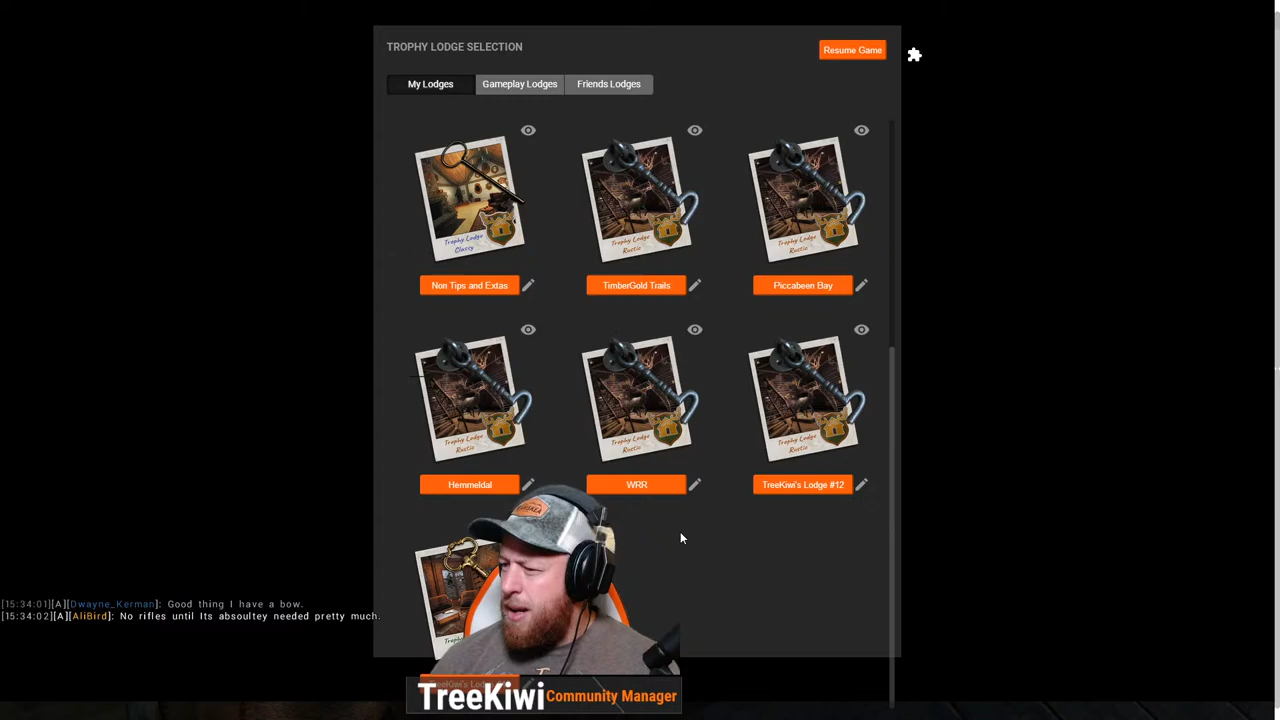 TROPHY LODGE SELECTION
Resume Game
My Lodges
Gameplay Lodges
Friends Lodges
Trophy Lodge
Classy
Trophy Lodge
Rustic
Trophy Lodge
Rustic
Non Tips and Extas
TimberGold Trails
Piccabeen Bay
Trophy Lodge
Rustic
Trophy Lodge
Rustic
Trophy Lodge
Rustic
Hemmeldal
WRR
TreeKiwi's Lodge #12
[15:34:01][A][Dwayne_Kerman]: Good thing I have a bow.
[15:34:02][A][AliBird]: No rifles until Its absoultey needed pretty much.
TreeKiwi Community Manager